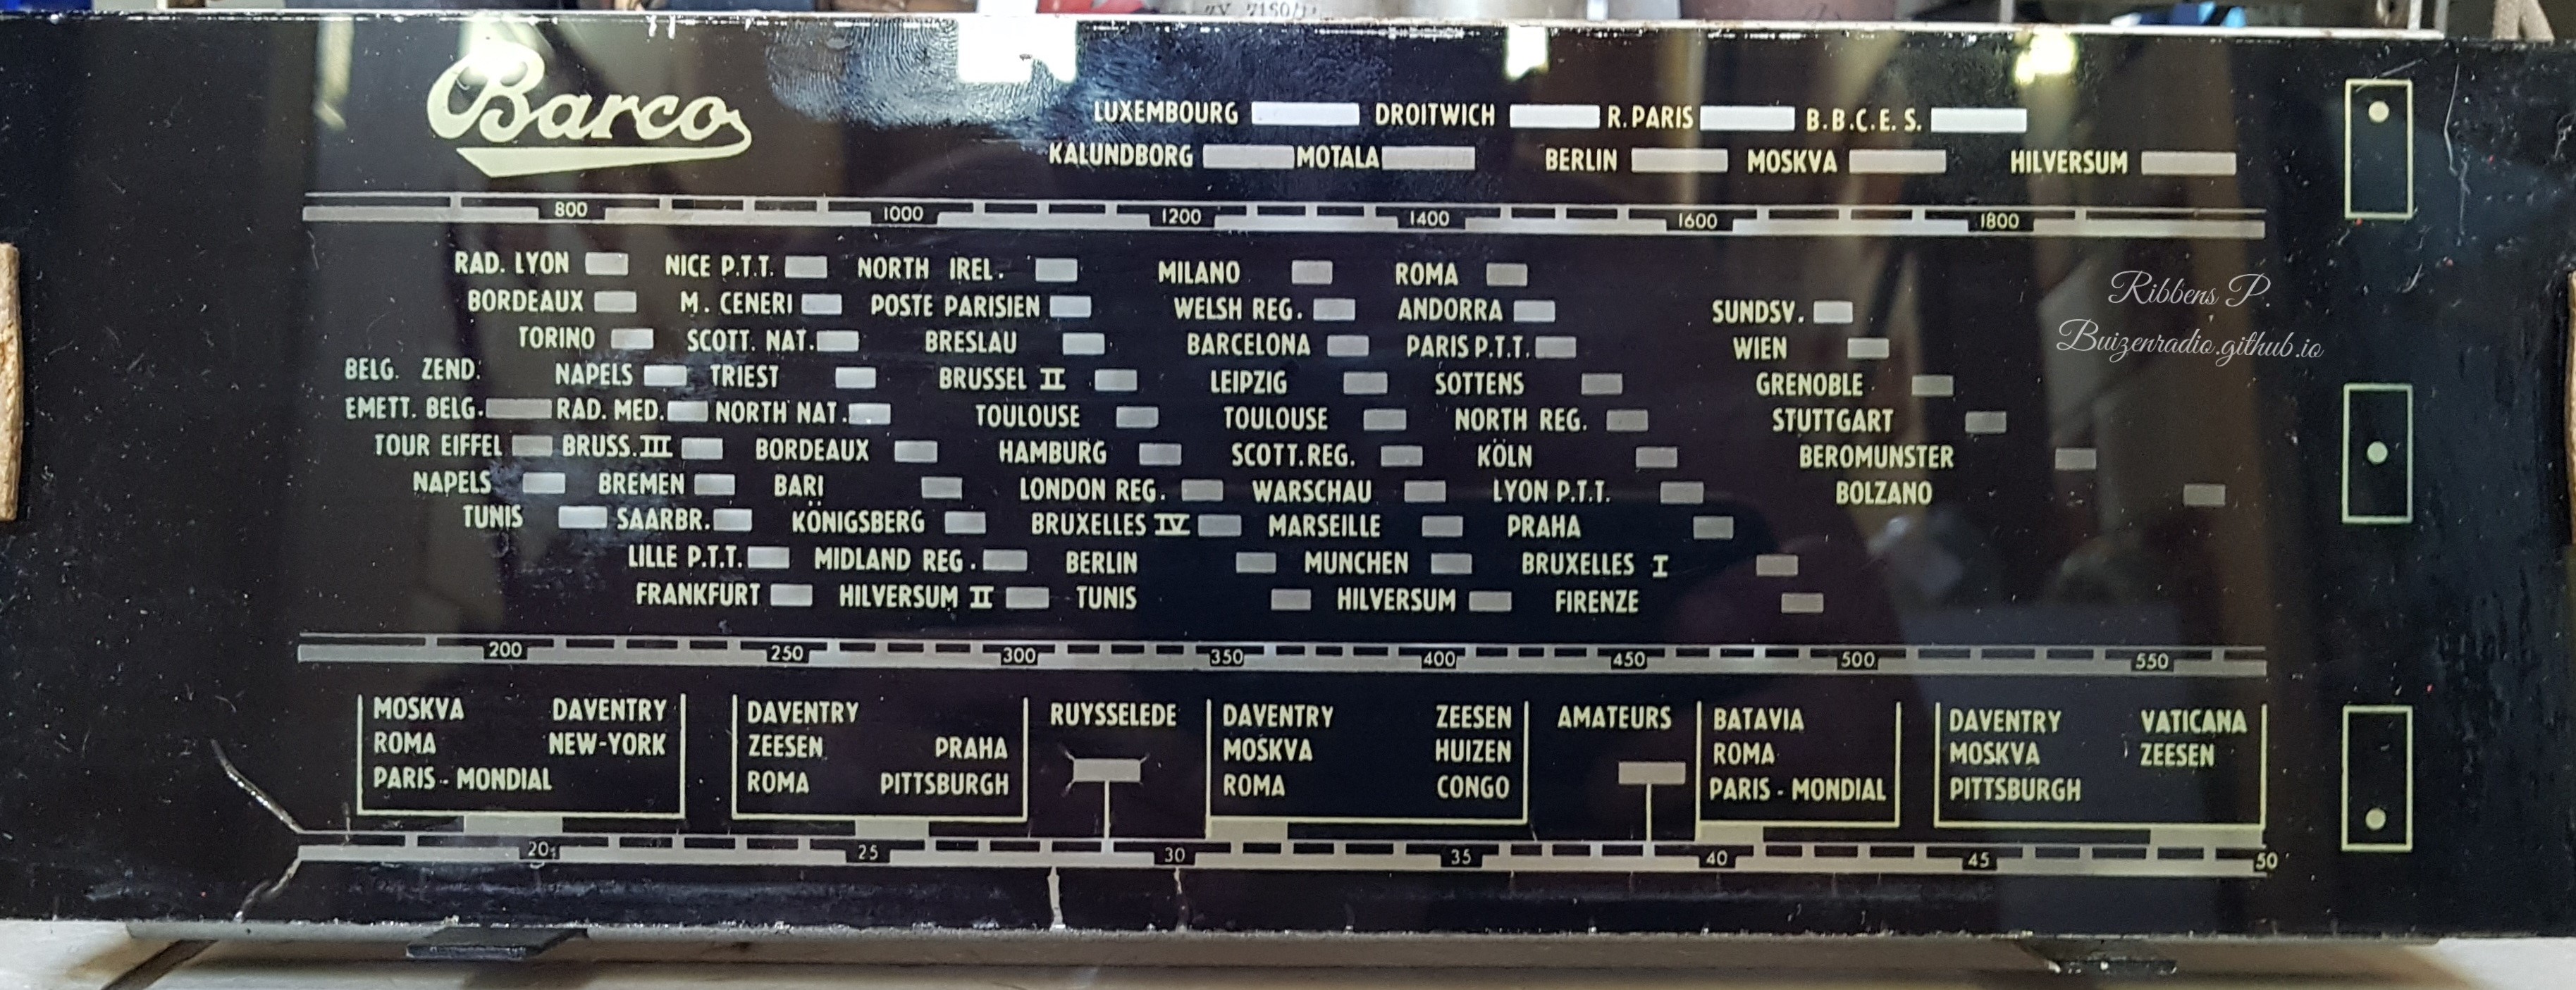 Barco
LUXEMBOURG DROITWICH R. PARIS B.B.C.E.S.
KALUNDBORG MOTALA BERLIN MOSKVA HILVERSUM
800 1000 1200 1400 1600 1800
RAD. LYON NICE P.T.T. NORTH IREL. MILANO ROMA
BORDEAUX M. CENERI POSTE PARISIEN WELSH REG. ANDORRA SUNDSV.
TORINO SCOTT. NAT. BRESLAU BARCELONA PARIS P.T.T. WIEN
BELG. ZEND. NAPELS TRIEST BRUSSEL II LEIPZIG SOTTENS GRENOBLE
EMETT. BELG. RAD. MED. NORTH NAT. TOULOUSE TOULOUSE NORTH REG. STUTTGART
TOUR EIFFEL BRUSS. III BORDEAUX HAMBURG SCOTT. REG. KÖLN BEROMUNSTER
NAPELS BREMEN BARI LONDON REG. WARSCHAU LYON P.T.T. BOLZANO
TUNIS SAARBR. KÖNIGSBERG BRUXELLES IV MARSEILLE PRAHA
LILLE P.T.T. MIDLAND REG. BERLIN MUNCHEN BRUXELLES I
FRANKFURT HILVERSUM II TUNIS HILVERSUM FIRENZE
200 250 300 350 400 450 500 550
MOSKVA DAVENTRY DAVENTRY RUYSSELEDE DAVENTRY ZEESEN AMATEURS BATAVIA DAVENTRY VATICANA
ROMA NEW-YORK ZEESEN PRAHA MOSKVA HUIZEN ROMA MOSKVA ZEESEN
PARIS - MONDIAL ROMA PITTSBURGH ROMA CONGO PARIS - MONDIAL PITTSBURGH
20 25 30 35 40 45 50
Ribbens P.
Buizenradio.github.io